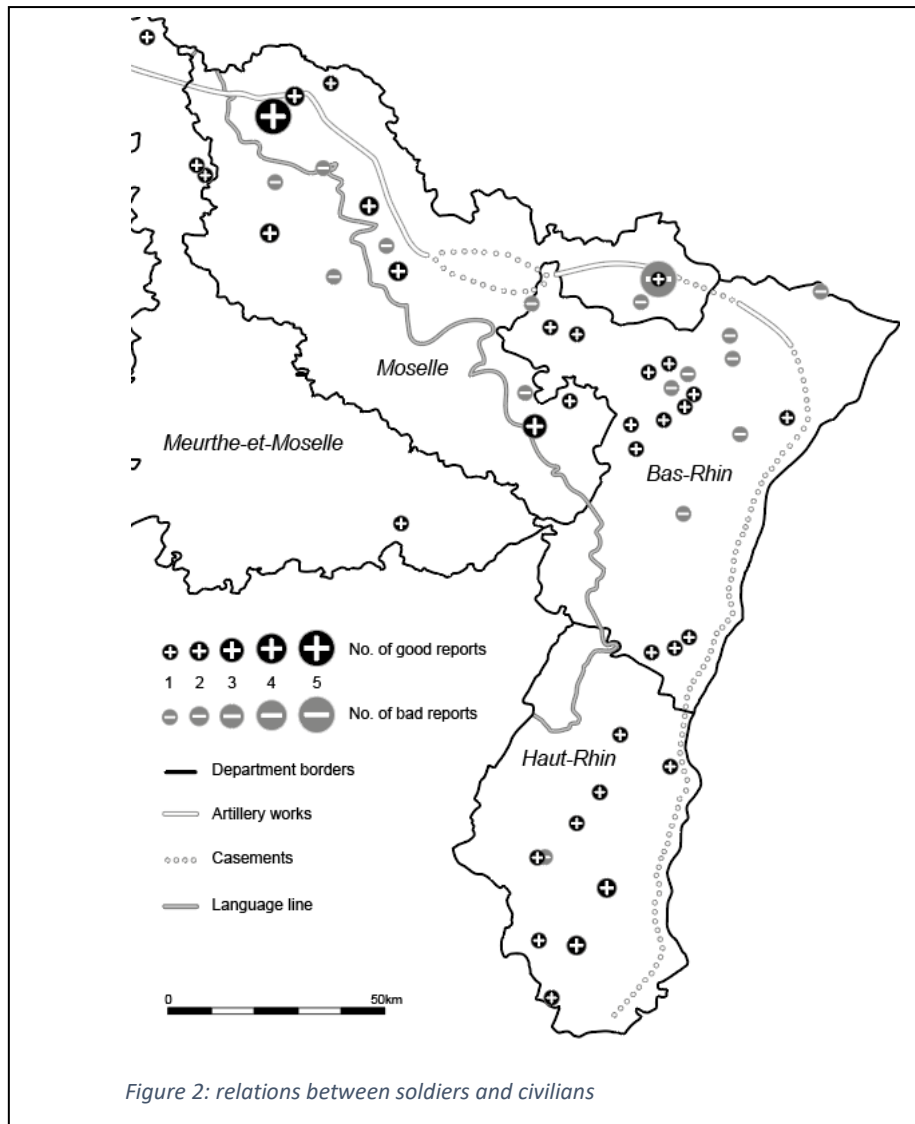 Moselle
Meurthe-et-Moselle
Bas-Rhin
No. of good reports
1 2 3 4 5
No. of bad reports
Haut-Rhin
Department borders
Artillery works
Casements
Language line
0 50km
Figure 2: relations between soldiers and civilians